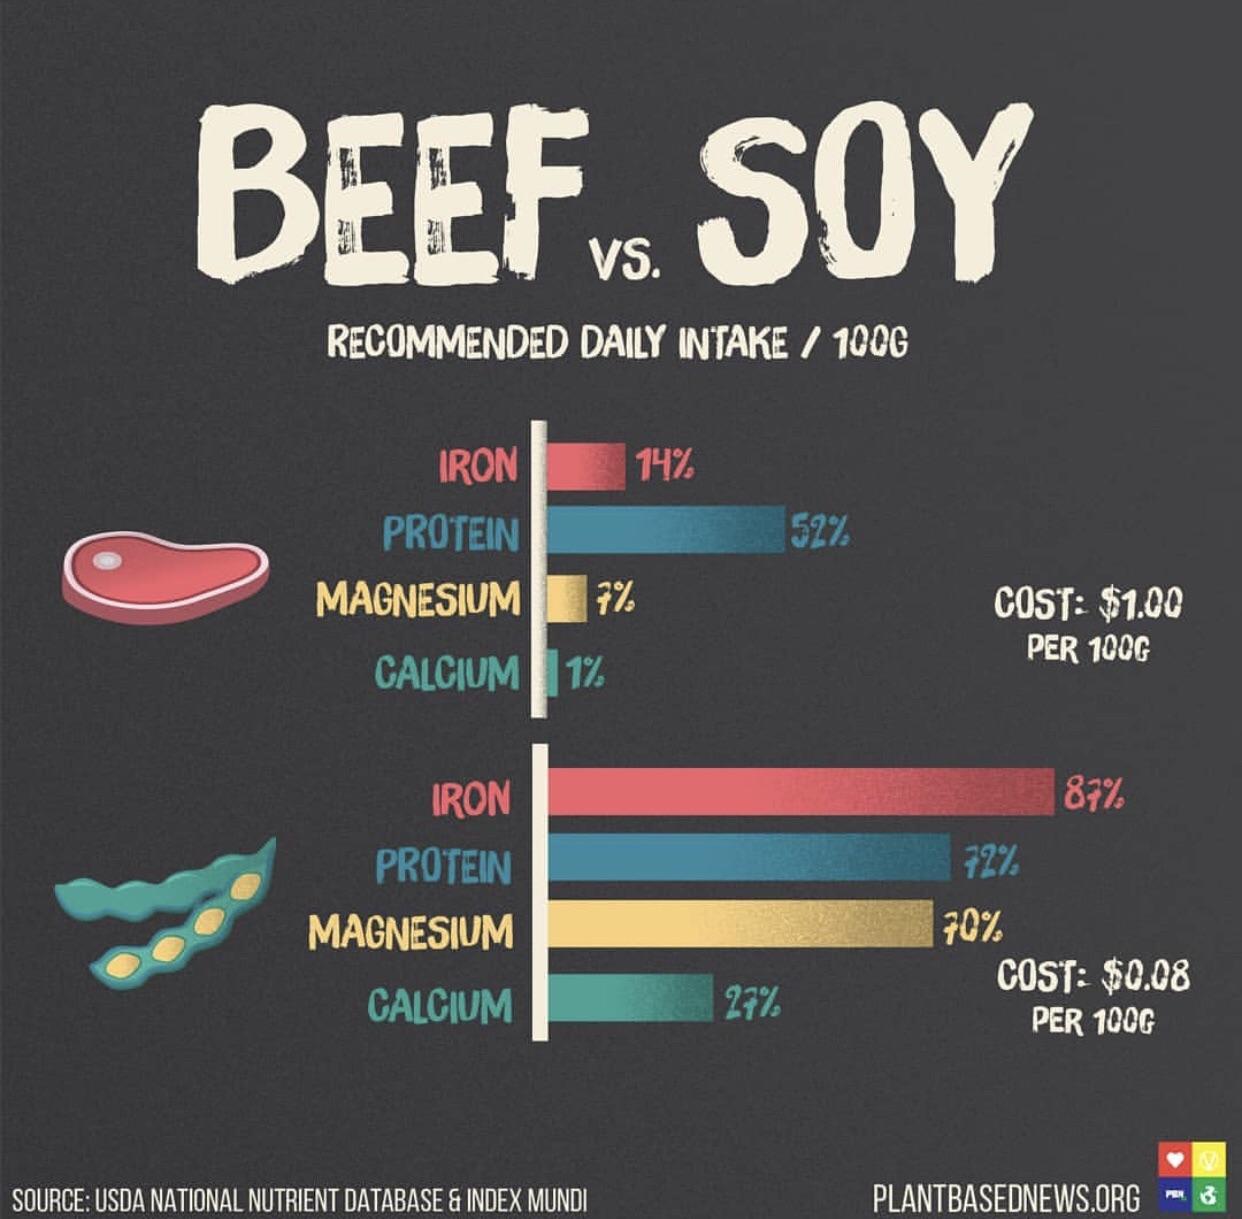 BEEF VS. SOY
RECOMMENDED DAILY INTAKE / 100G
IRON 14%
PROTEIN 52%
MAGNESIUM 7%
CALCIUM 1%
COST: $1.00
PER 100G
IRON 87%
PROTEIN 72%
MAGNESIUM 70%
CALCIUM 27%
COST: $0.08
PER 100G
SOURCE: USDA NATIONAL NUTRIENT DATABASE & INDEX MUNDI
PLANTBASEDNEWS.ORG
PBN